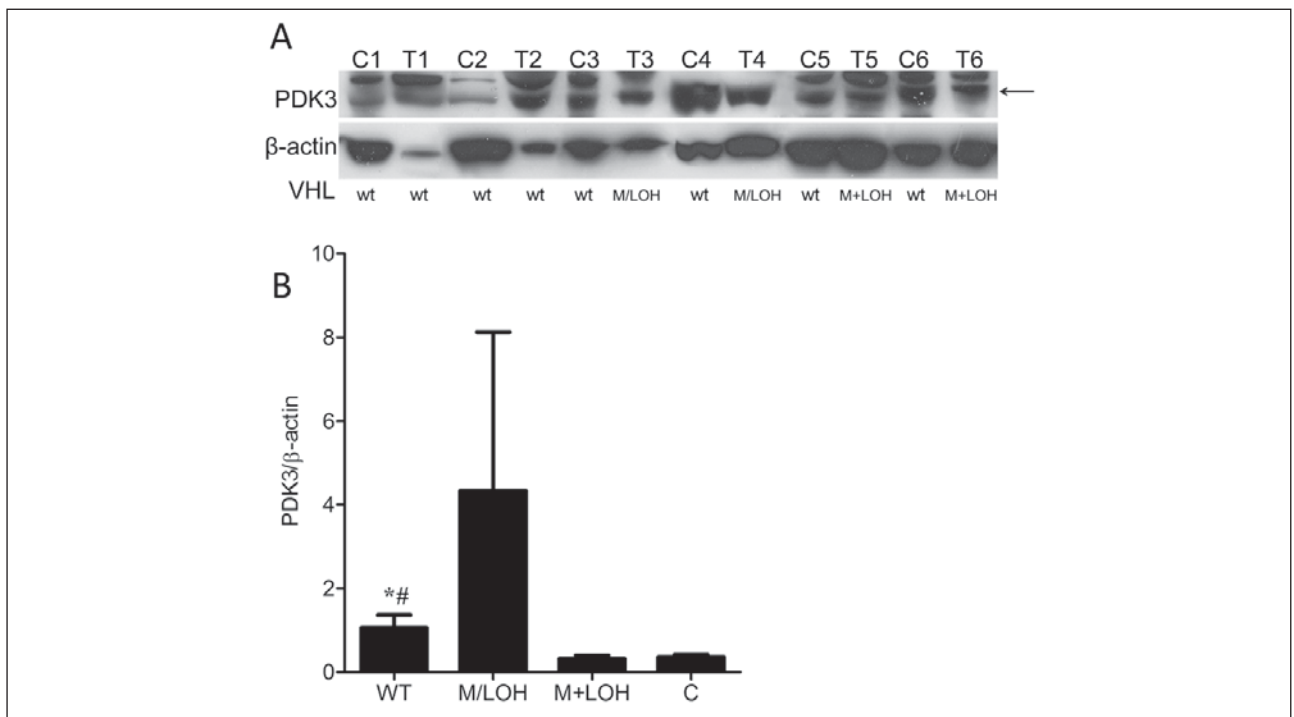 A
C1 T1 C2 T2 C3 T3 C4 T4 C5 T5 C6 T6
PDK3
β-actin
VHL wt wt wt wt wt M/LOH wt M/LOH wt M+LOH wt M+LOH
B
PDK3/β-actin
10
8
6
4
2
0
*#
WT M/LOH M+LOH C